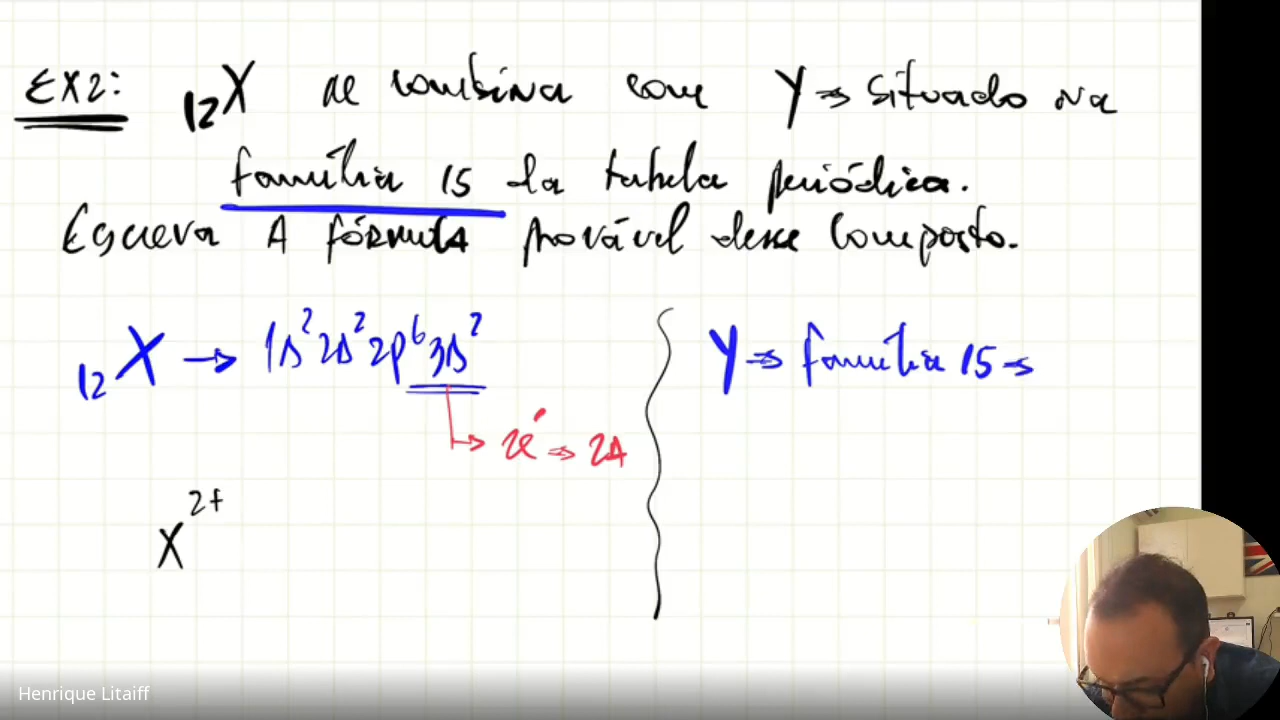 EX2: ₁₂X se combina com Y ⇒ situado na
família 15 da tabela periódica.
Escreva A fórmula provável desse composto.
₁₂X → 1s² 2s² 2p⁶ 3s²
Y ⇒ família 15 ⇒
2é ⇒ 2A
X²⁺
Henrique Litaiff